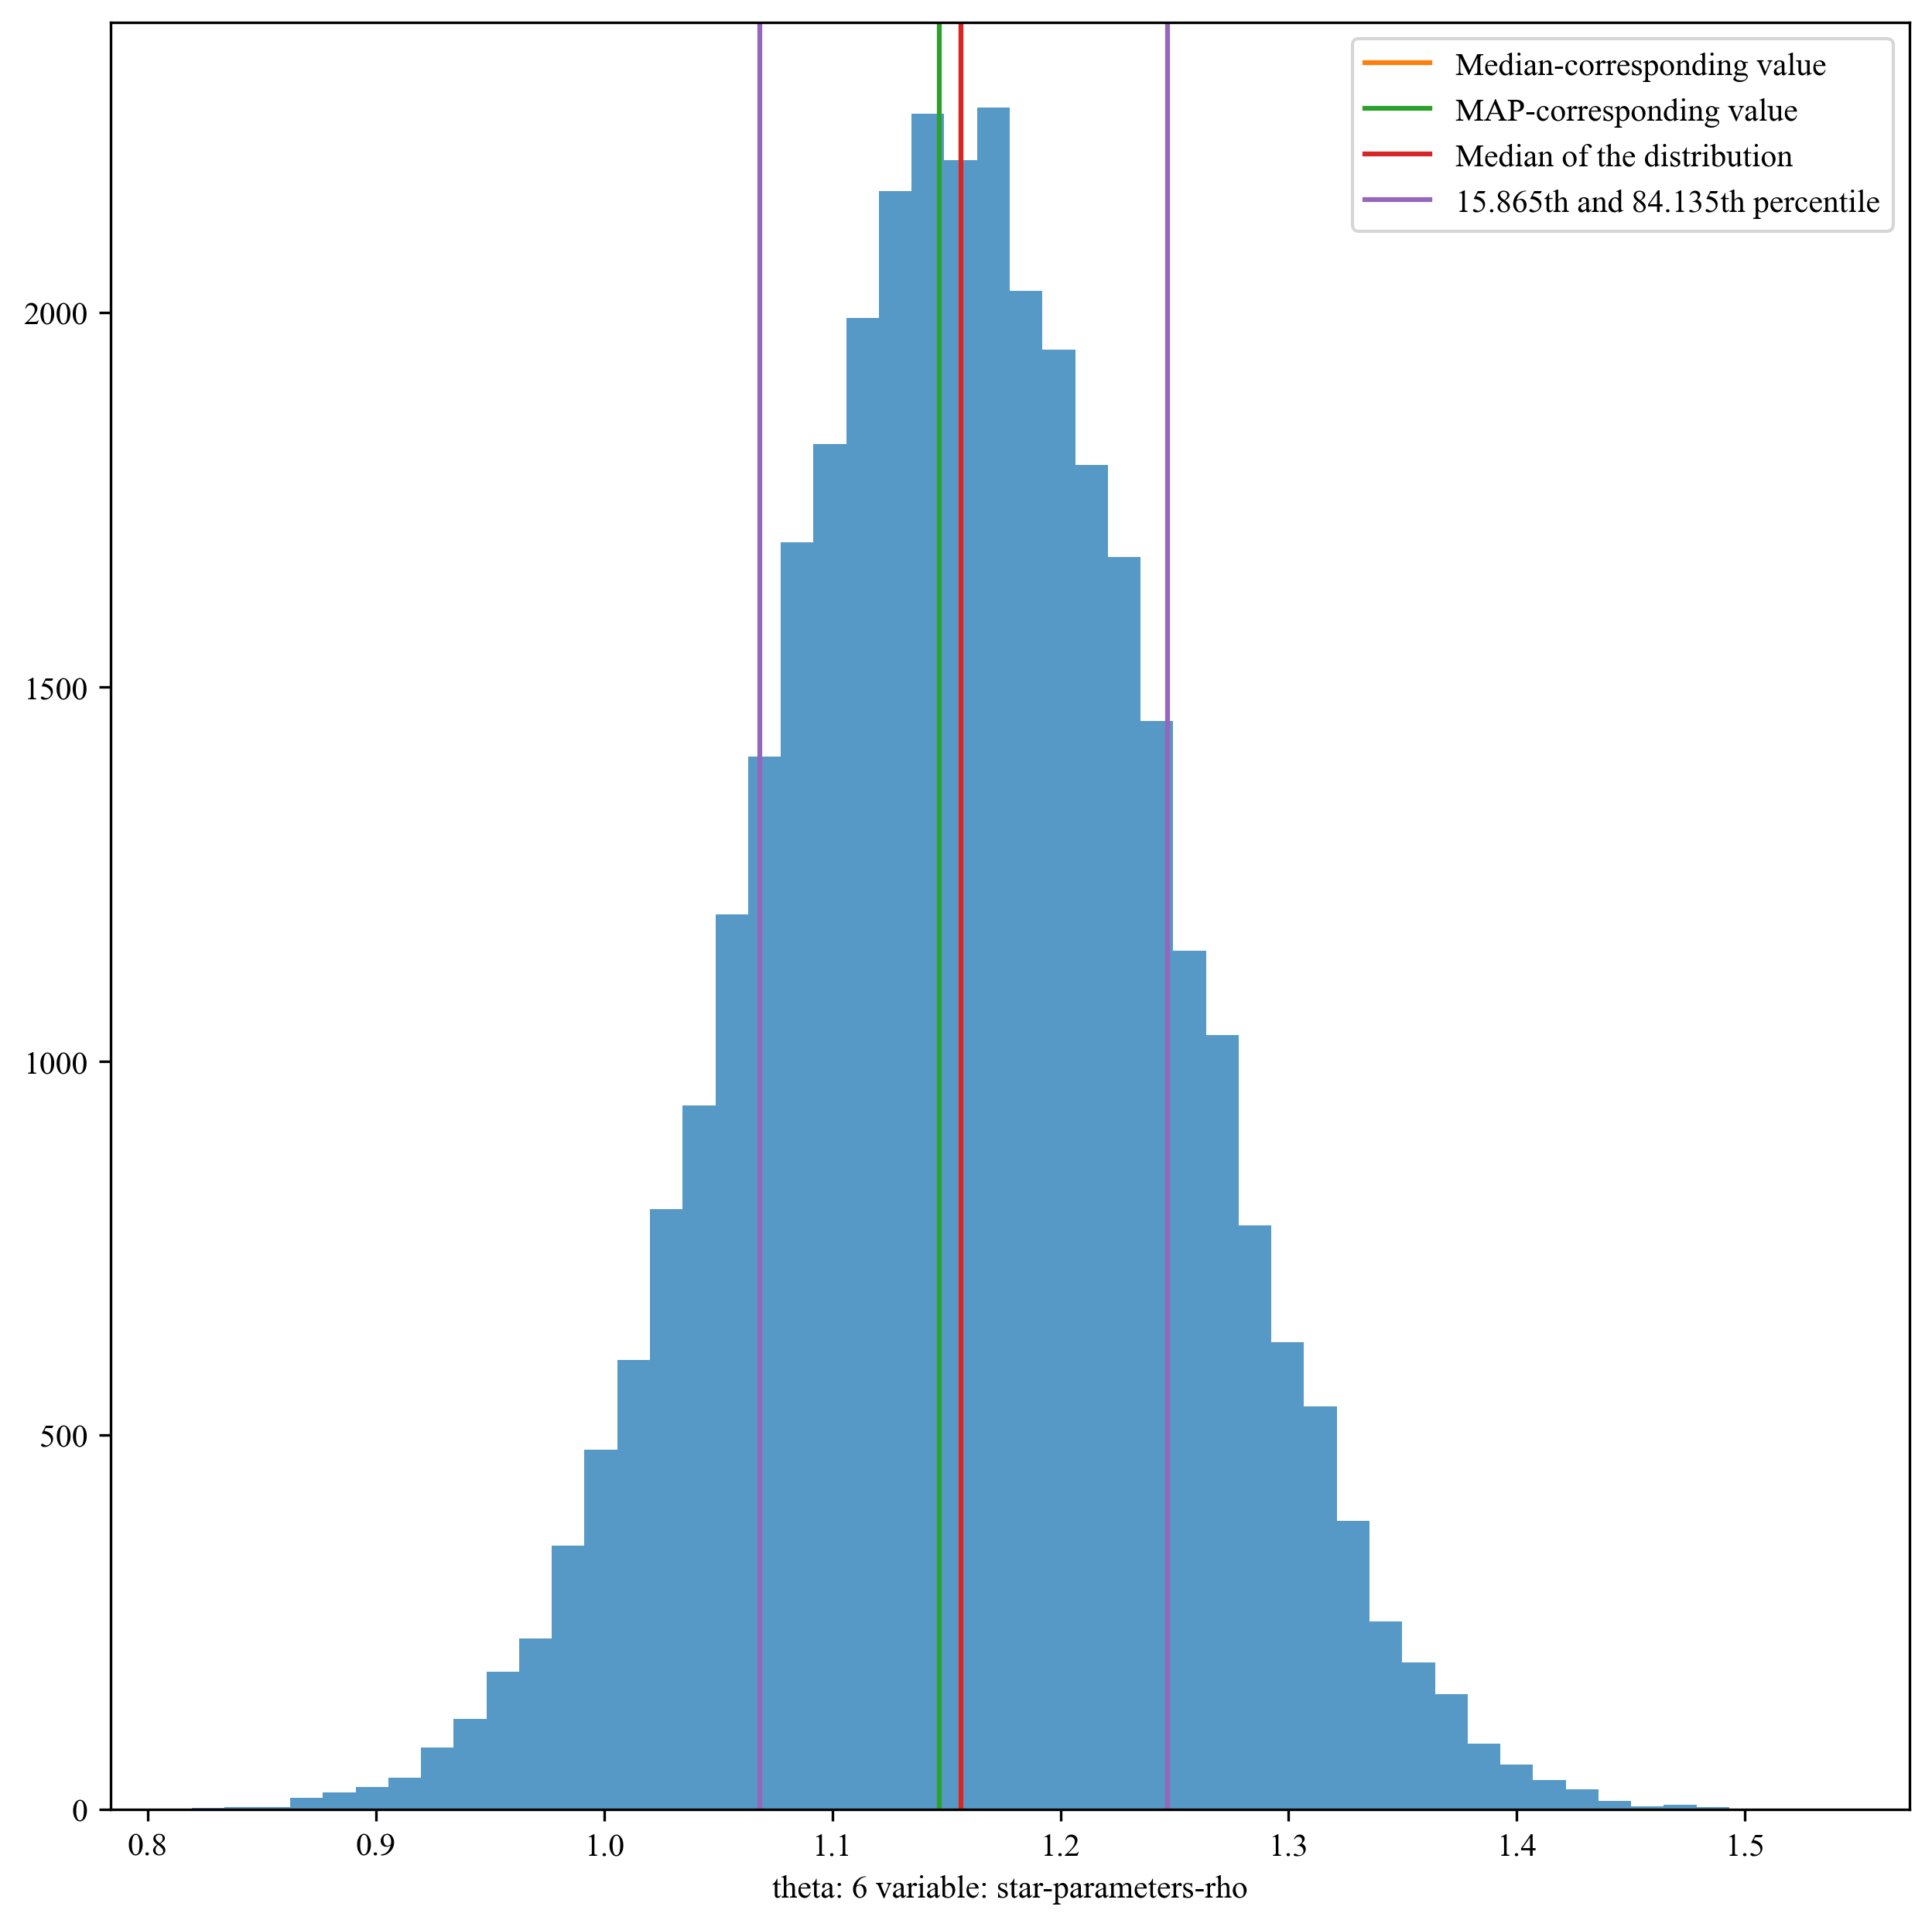 Median-corresponding value
MAP-corresponding value
Median of the distribution
15.865th and 84.135th percentile
2000
1500
1000
500
0
0.8 0.9 1.0 1.1 1.2 1.3 1.4 1.5
theta: 6 variable: star-parameters-rho